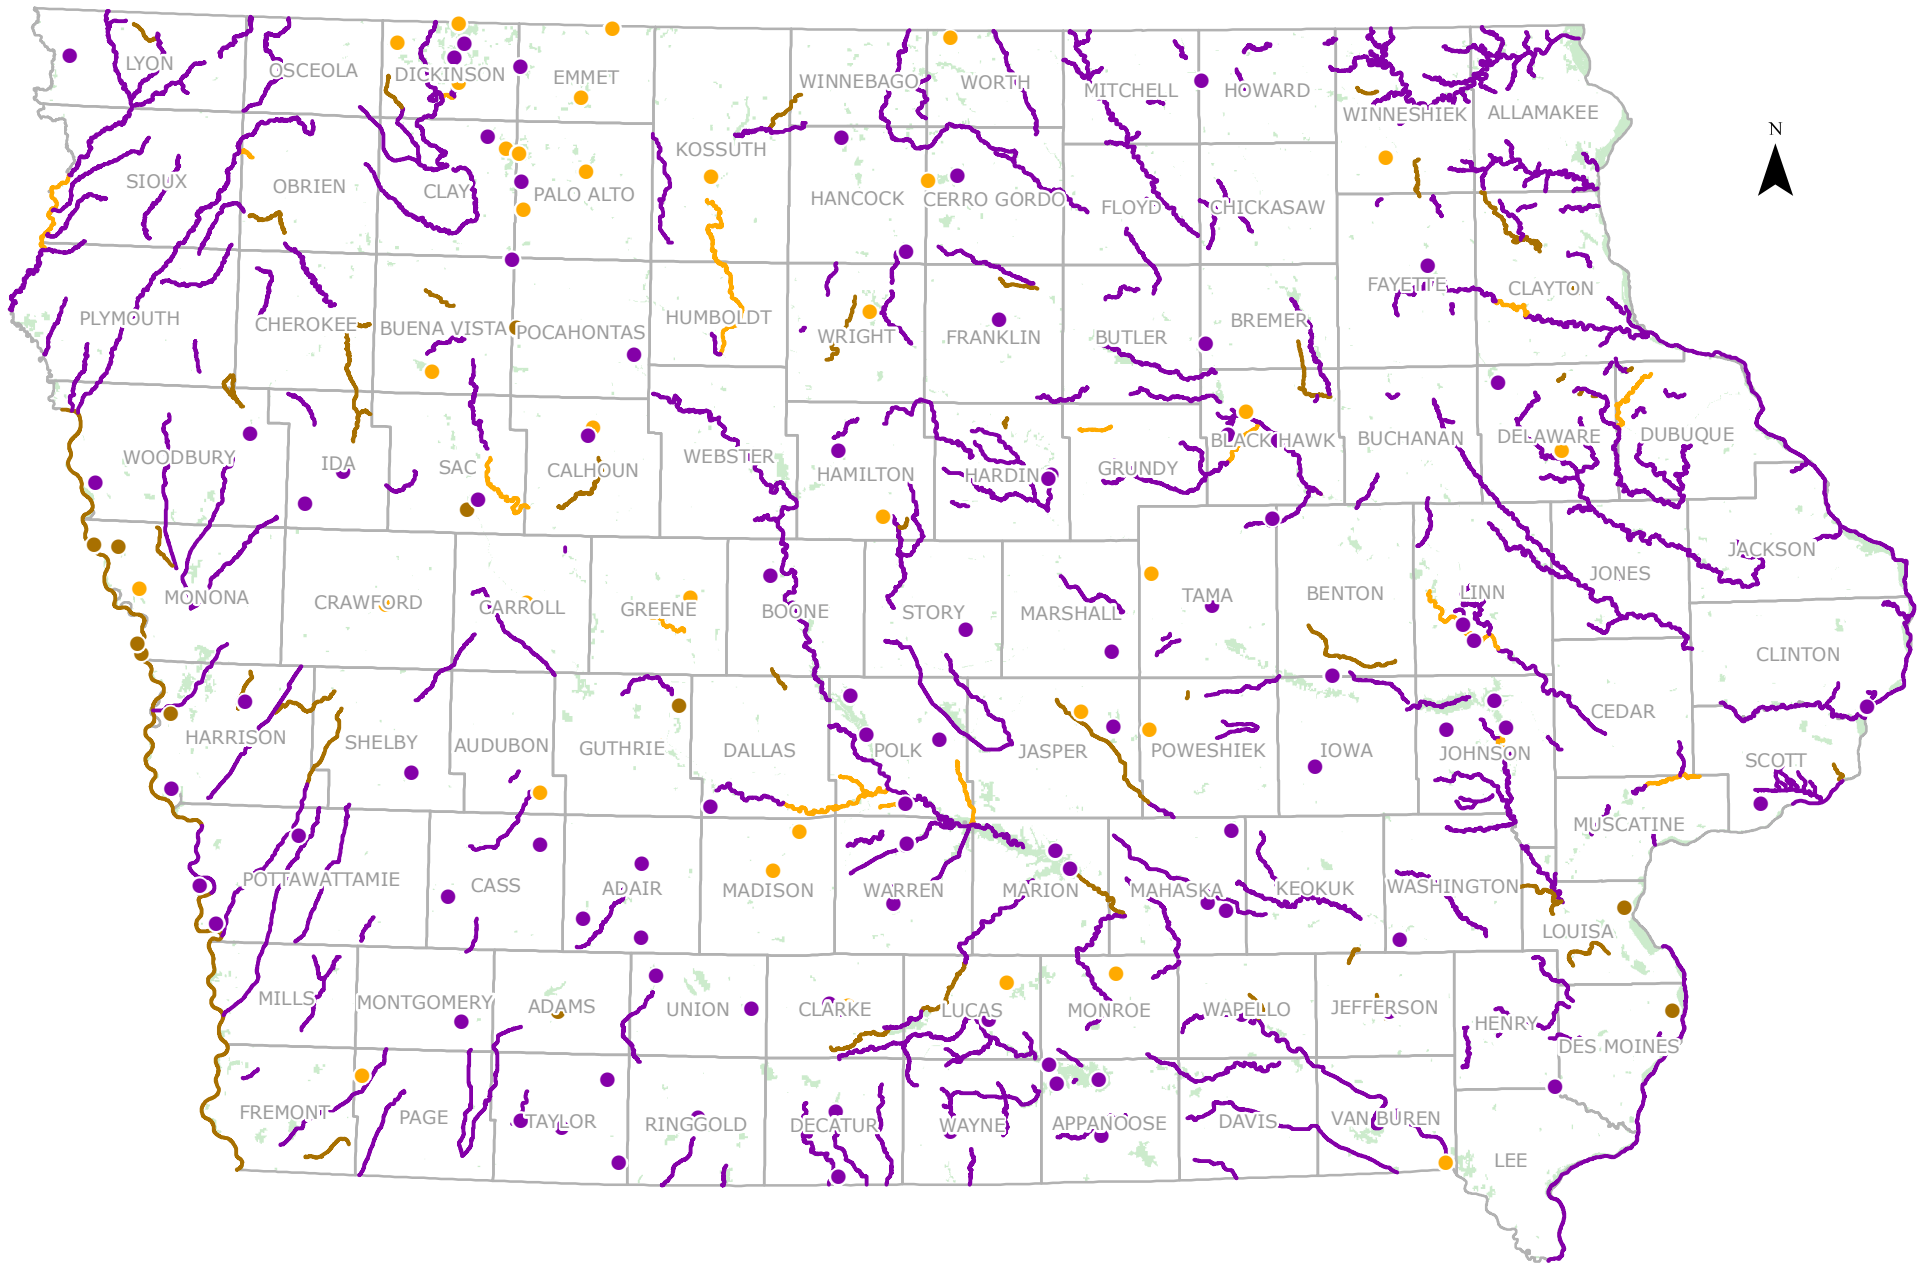 LYON
OSCEOLA
DICKINSON
EMMET
WINNEBAGO
WORTH
MITCHELL
HOWARD
WINNESHIEK
ALLAMAKEE
N
SIOUX
OBRIEN
CLAY
PALO ALTO
KOSSUTH
HANCOCK
CERRO GORDO
FLOYD
CHICKASAW
PLYMOUTH
CHEROKEE
BUENA VISTA
POCAHONTAS
HUMBOLDT
WRIGHT
FRANKLIN
BUTLER
BREMER
FAYETTE
CLAYTON
WOODBURY
IDA
SAC
CALHOUN
WEBSTER
HAMILTON
HARDIN
GRUNDY
BLACK HAWK
BUCHANAN
DELAWARE
DUBUQUE
MONONA
CRAWFORD
CARROLL
GREENE
BOONE
STORY
MARSHALL
TAMA
BENTON
LINN
JONES
JACKSON
CLINTON
HARRISON
SHELBY
AUDUBON
GUTHRIE
DALLAS
POLK
JASPER
POWESHIEK
IOWA
JOHNSON
CEDAR
SCOTT
MUSCATINE
POTTAWATTAMIE
CASS
ADAIR
MADISON
WARREN
MARION
MAHASKA
KEOKUK
WASHINGTON
LOUISA
MILLS
MONTGOMERY
ADAMS
UNION
CLARKE
LUCAS
MONROE
WAPELLO
JEFFERSON
HENRY
DES MOINES
FREMONT
PAGE
TAYLOR
RINGGOLD
DECATUR
WAYNE
APPANOOSE
DAVIS
VAN BUREN
LEE